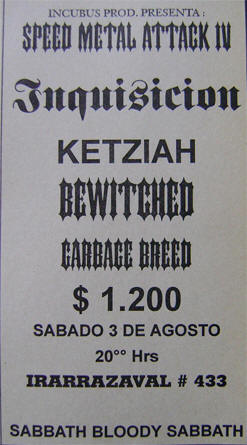 INCUBUS PROD. PRESENTA :
SPEED METAL ATTACK IV
Inquisicion
KETZIAH
BEWITCHED
GARBAGE BREED
$ 1.200
SABADO 3 DE AGOSTO
20°° Hrs
IRARRAZAVAL # 433
SABBATH BLOODY SABBATH